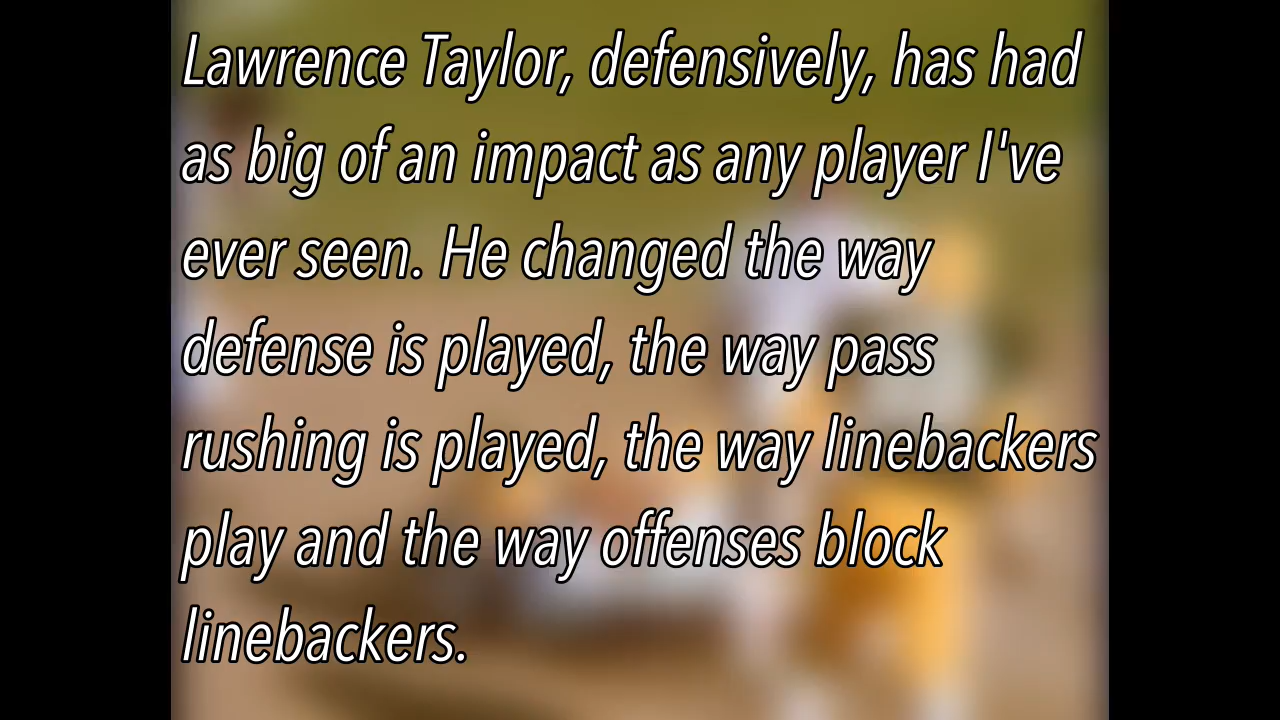 Lawrence Taylor, defensively, has had
as big of an impact as any player I've
ever seen. He changed the way
defense is played, the way pass
rushing is played, the way linebackers
play and the way offenses block
linebackers.